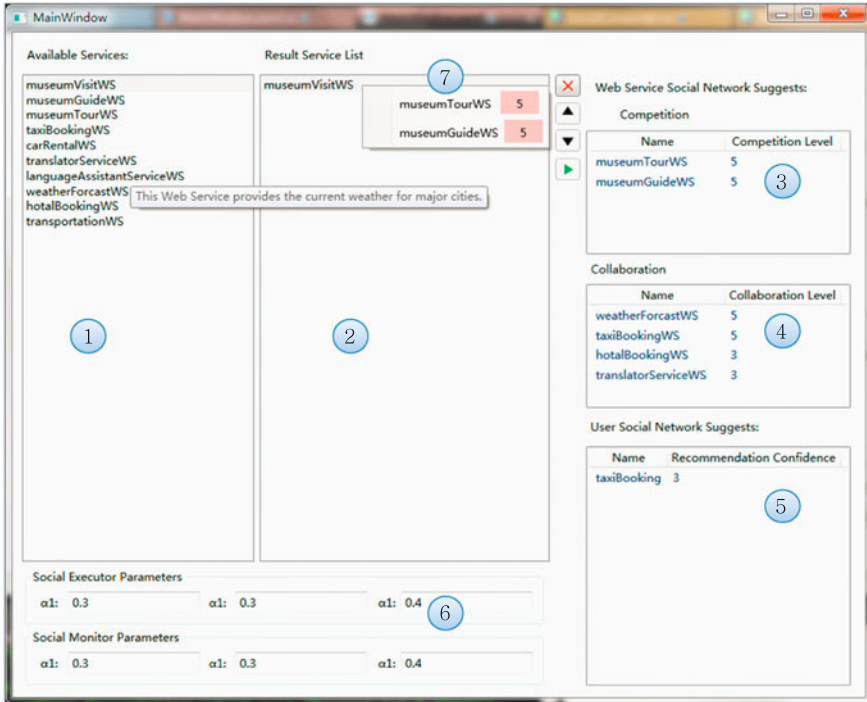 MainWindow
Available Services:
museumVisitWS
museumGuideWS
museumTourWS
taxiBookingWS
carRentalWS
translatorServiceWS
languageAssistantServiceWS
weatherForcastWS
hotalBookingWS
transportationWS
This Web Service provides the current weather for major cities.
1
Result Service List
museumVisitWS
7
museumTourWS 5
museumGuideWS 5
2
Web Service Social Network Suggests:
Competition
Name Competition Level
museumTourWS 5
museumGuideWS 5
3
Collaboration
Name Collaboration Level
weatherForcastWS 5
taxiBookingWS 5
hotalBookingWS 3
translatorServiceWS 3
4
User Social Network Suggests:
Name Recommendation Confidence
taxiBooking 3
5
Social Executor Parameters
α1: 0.3 α1: 0.3 α1: 0.4
6
Social Monitor Parameters
α1: 0.3 α1: 0.3 α1: 0.4